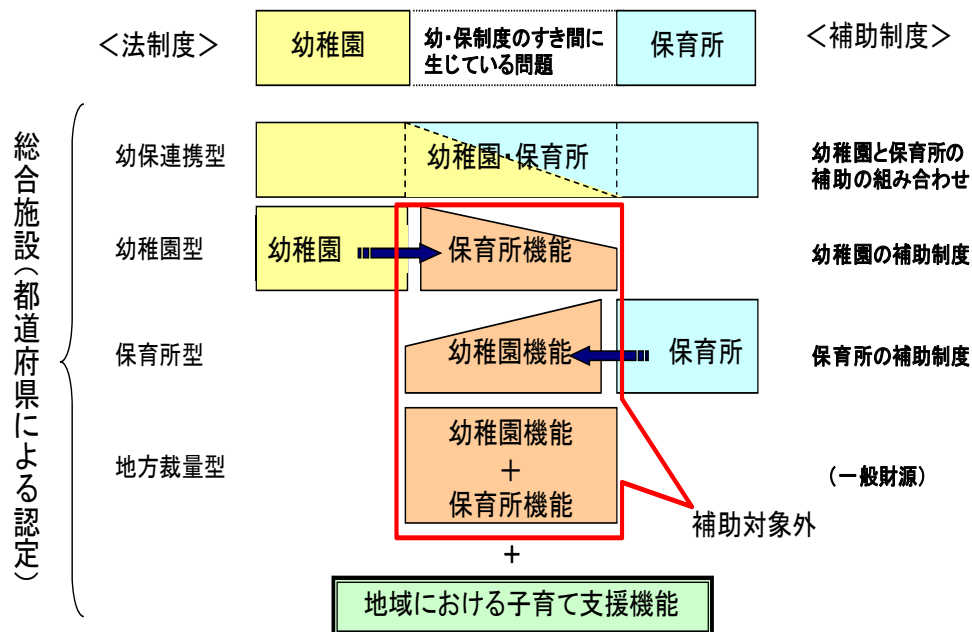 ＜法制度＞
幼稚園
幼・保制度のすき間に
生じている問題
保育所
＜補助制度＞
総合施設（都道府県による認定）
幼保連携型
幼稚園・保育所
幼稚園と保育所の
補助の組み合わせ
幼稚園型
幼稚園
保育所機能
幼稚園の補助制度
保育所型
幼稚園機能
保育所
保育所の補助制度
地方裁量型
幼稚園機能
＋
保育所機能
（一般財源）
補助対象外
＋
地域における子育て支援機能